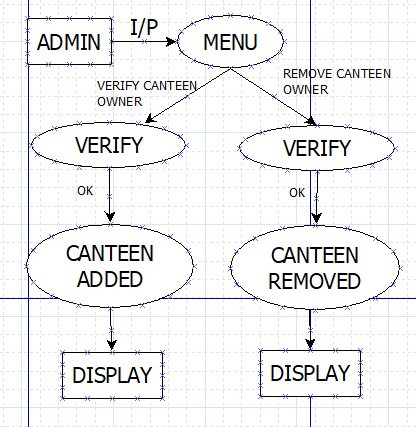 ADMIN
I/P
MENU
VERIFY CANTEEN
OWNER
REMOVE CANTEEN
OWNER
VERIFY
VERIFY
OK
OK
CANTEEN
ADDED
CANTEEN
REMOVED
DISPLAY
DISPLAY